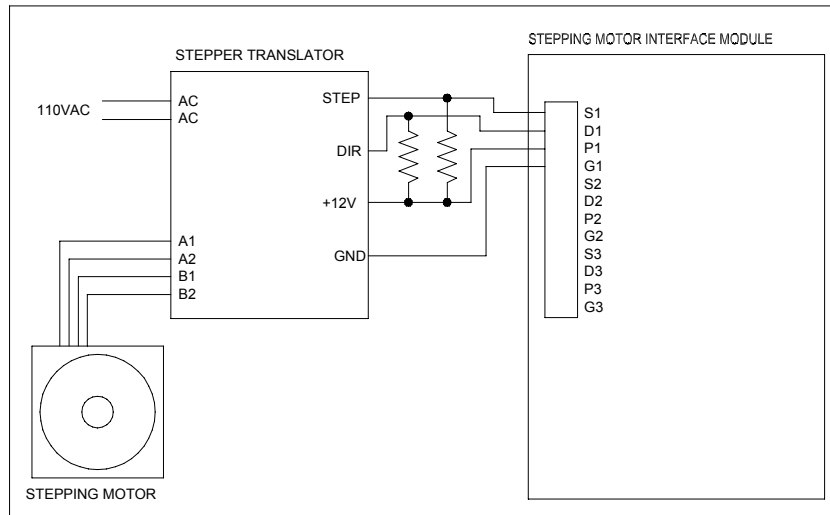 STEPPING MOTOR INTERFACE MODULE
STEPPER TRANSLATOR
110VAC
AC
AC
STEP
DIR
+12V
GND
A1
A2
B1
B2
S1
D1
P1
G1
S2
D2
P2
G2
S3
D3
P3
G3
STEPPING MOTOR